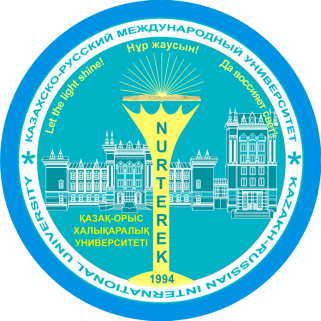 КАЗАХСКО-РУССКИЙ МЕЖДУНАРОДНЫЙ УНИВЕРСИТЕТ
Let the light shine!
Нұр жаусын!
Да воссияет свет!
NURTEREK
ҚАЗАҚ-ОРЫС
ХАЛЫҚАРАЛЫҚ
УНИВЕРСИТЕТІ
1994
KAZAKH-RUSSIAN INTERNATIONAL UNIVERSITY